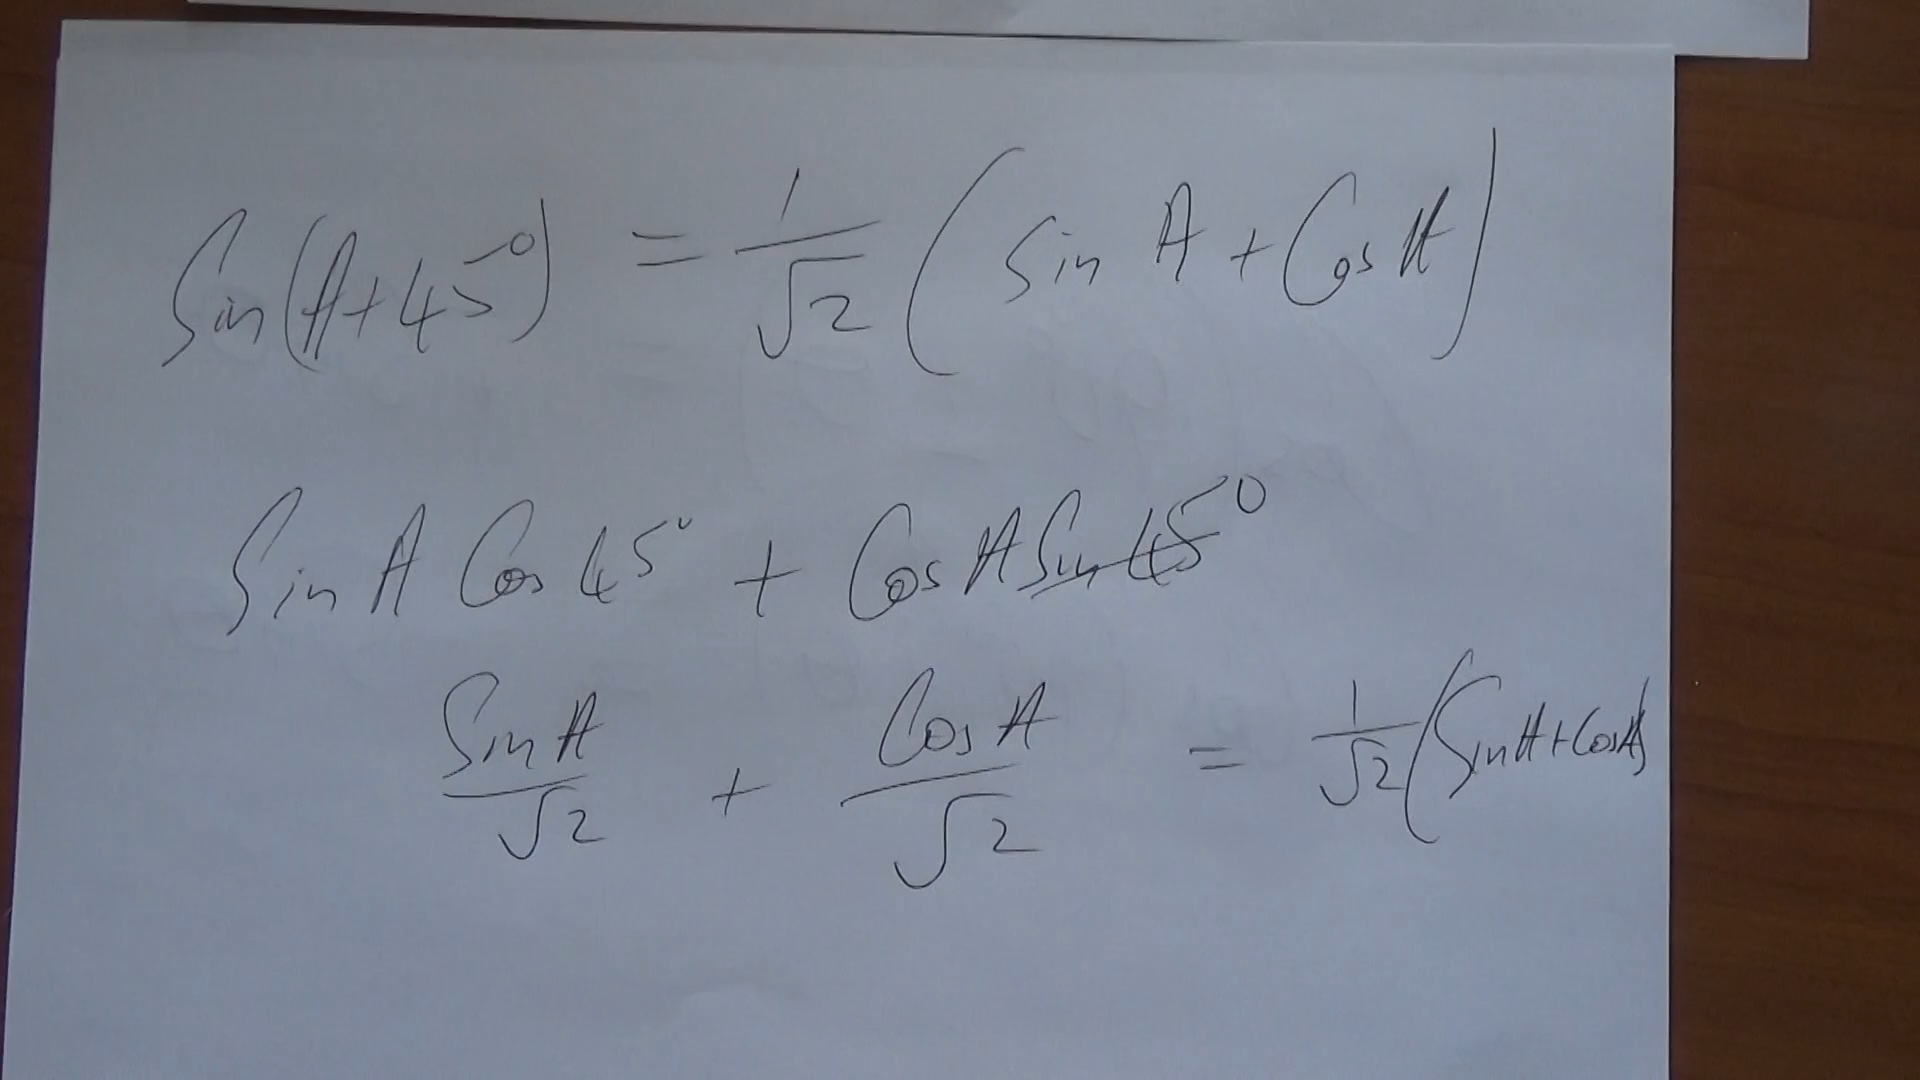 Sin(A+45°) = 1/√2 (Sin A + Cos A)
Sin A Cos 45° + Cos A Sin 45°
Sin A/√2 + Cos A/√2 = 1/√2 (Sin A + Cos A)